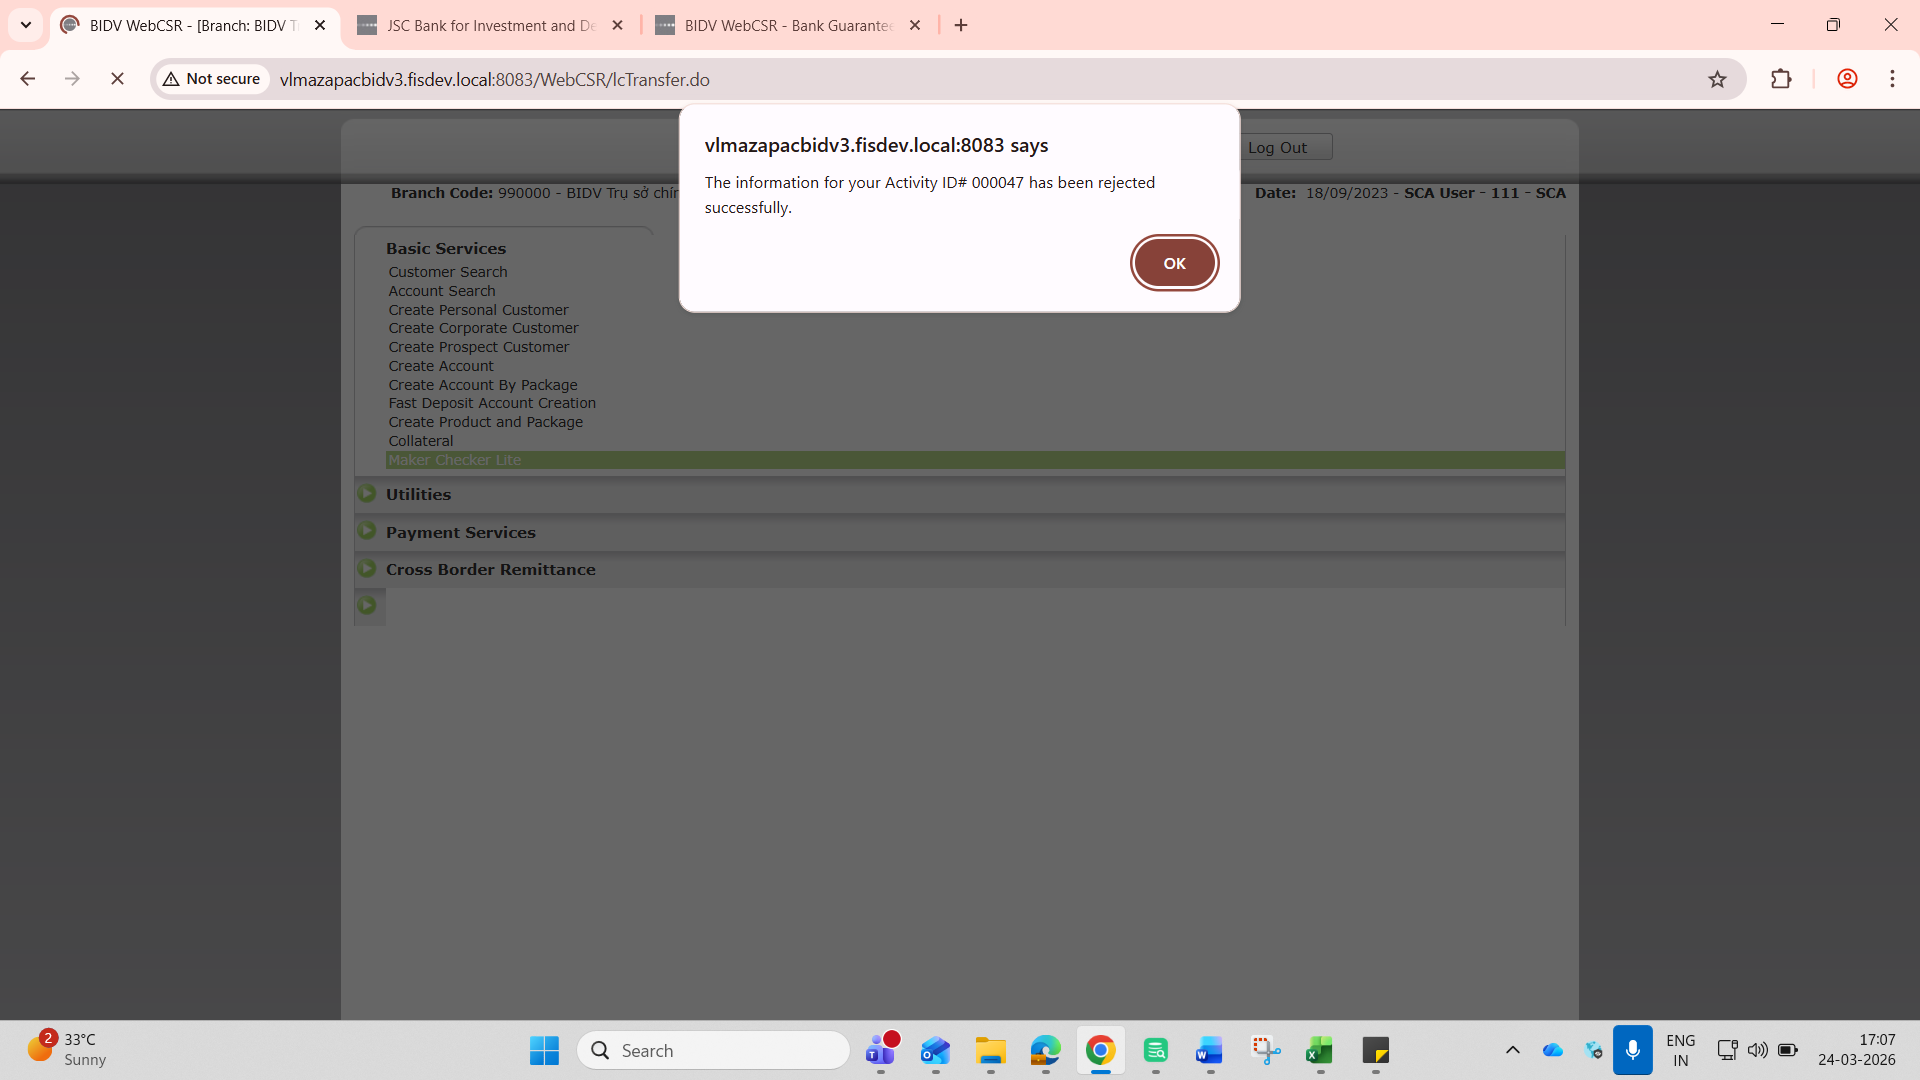 BIDV WebCSR - [Branch: BIDV T
JSC Bank for Investment and De
BIDV WebCSR - Bank Guarantee
Not secure
vlmazapacbidv3.fisdev.local:8083/WebCSR/lcTransfer.do
vlmazapacbidv3.fisdev.local:8083 says
The information for your Activity ID# 000047 has been rejected
successfully.
OK
Log Out
Branch Code: 990000 - BIDV Trụ sở chín
Date: 18/09/2023 - SCA User - 111 - SCA
Basic Services
Customer Search
Account Search
Create Personal Customer
Create Corporate Customer
Create Prospect Customer
Create Account
Create Account By Package
Fast Deposit Account Creation
Create Product and Package
Collateral
Maker Checker Lite
Utilities
Payment Services
Cross Border Remittance
2
33°C
Sunny
Search
ENG
IN
17:07
24-03-2026